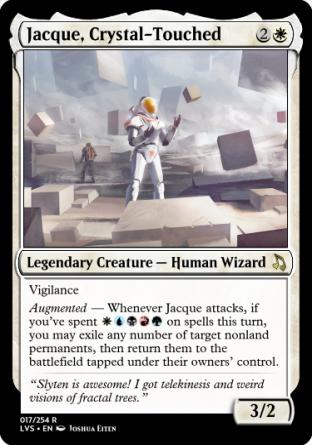 Jacque, Crystal-Touched 2
Legendary Creature — Human Wizard
Vigilance
Augmented — Whenever Jacque attacks, if
you've spent on spells this turn,
you may exile any number of target nonland
permanents, then return them to the
battlefield tapped under their owners' control.
"Slyten is awesome! I got telekinesis and weird
visions of fractal trees."
3/2
017/254 R
LVS • EN Joshua Eiten